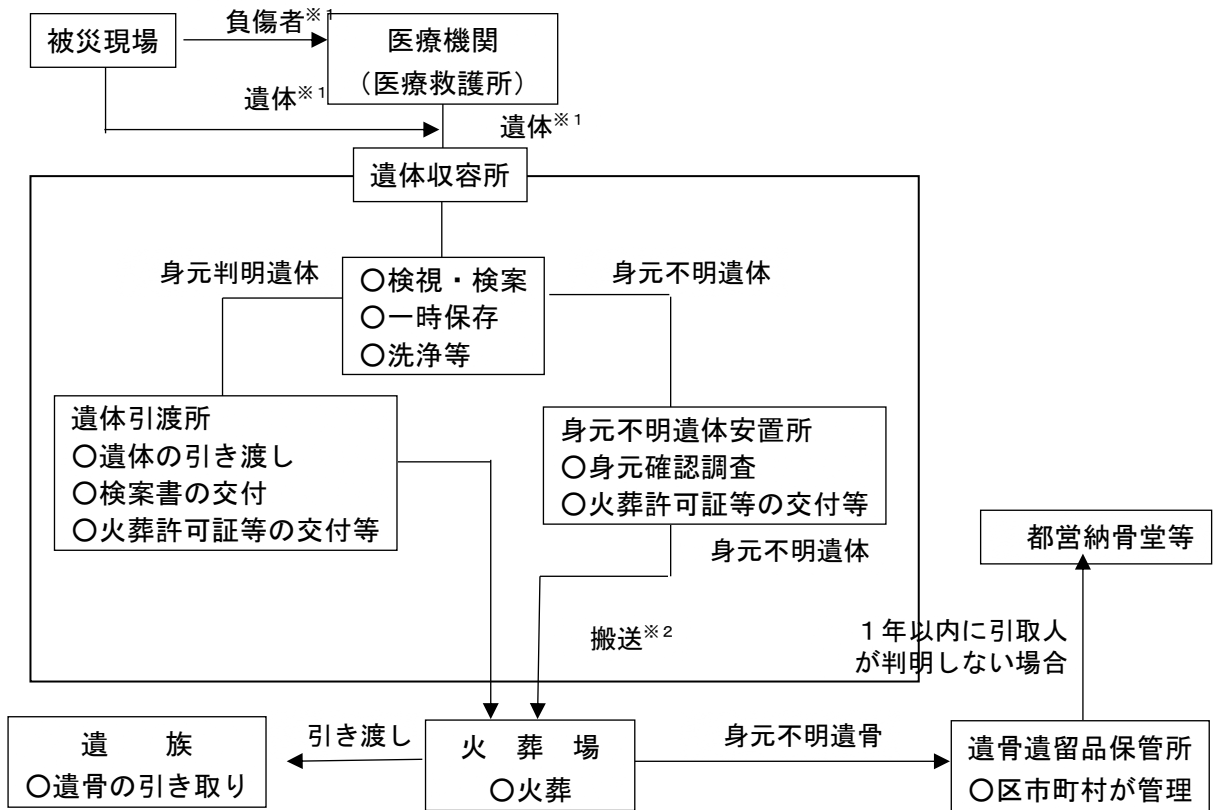 被災現場
負傷者※1
医療機関
（医療救護所）
遺体※1
遺体※1
遺体収容所
身元判明遺体
○検視・検案
○一時保存
○洗浄等
身元不明遺体
遺体引渡所
○遺体の引き渡し
○検案書の交付
○火葬許可証等の交付等
身元不明遺体安置所
○身元確認調査
○火葬許可証等の交付等
身元不明遺体
都営納骨堂等
搬送※2
１年以内に引取人
が判明しない場合
遺　　族
○遺骨の引き取り
引き渡し
火　葬　場
○火葬
身元不明遺骨
遺骨遺留品保管所
○区市町村が管理